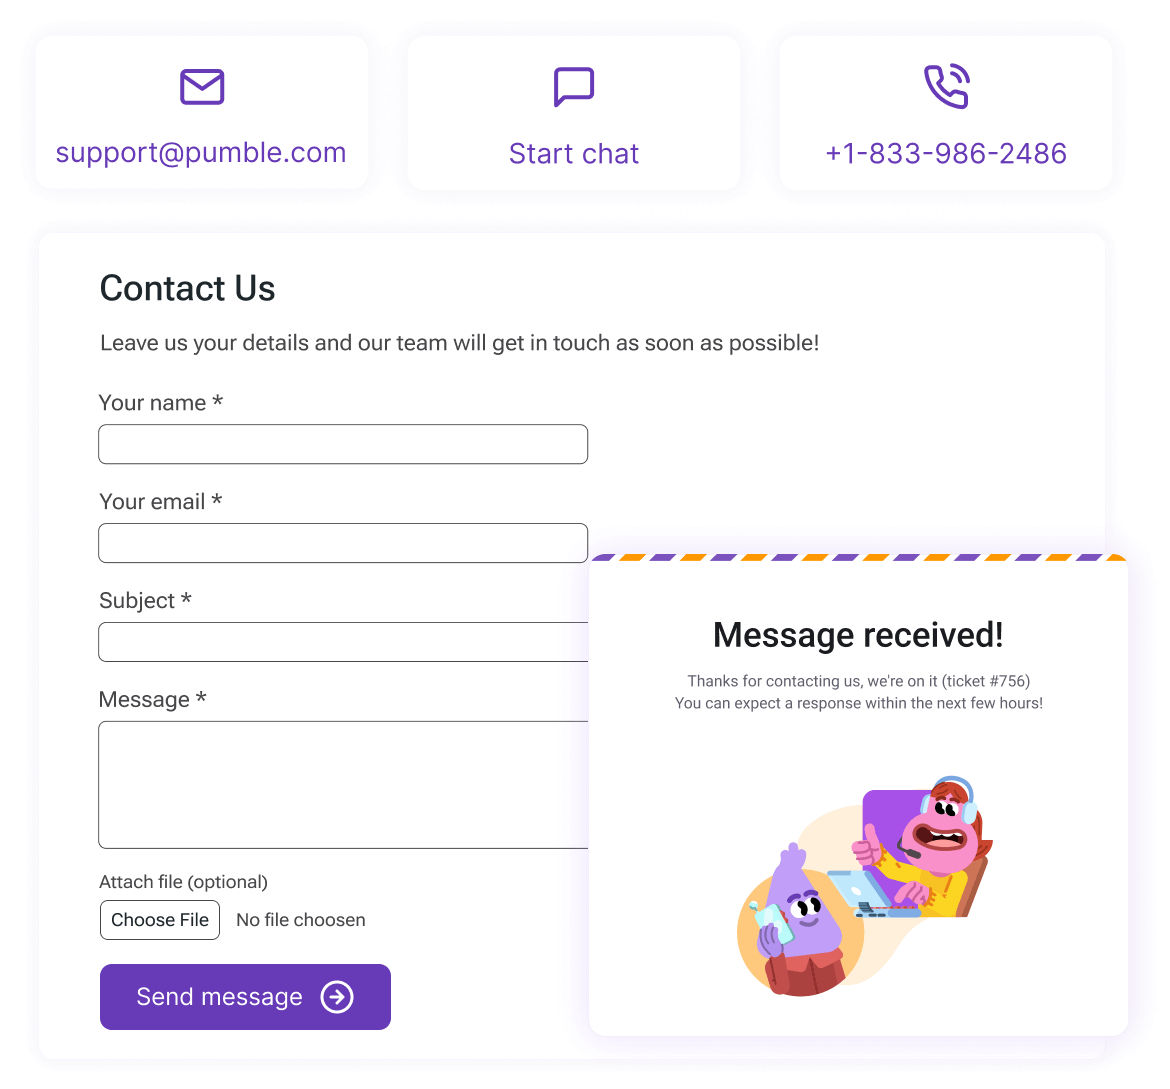 support@pumble.com
Start chat
+1-833-986-2486
Contact Us
Leave us your details and our team will get in touch as soon as possible!
Your name *
Your email *
Subject *
Message *
Attach file (optional)
Choose File No file choosen
Send message
Message received!
Thanks for contacting us, we're on it (ticket #756)
You can expect a response within the next few hours!